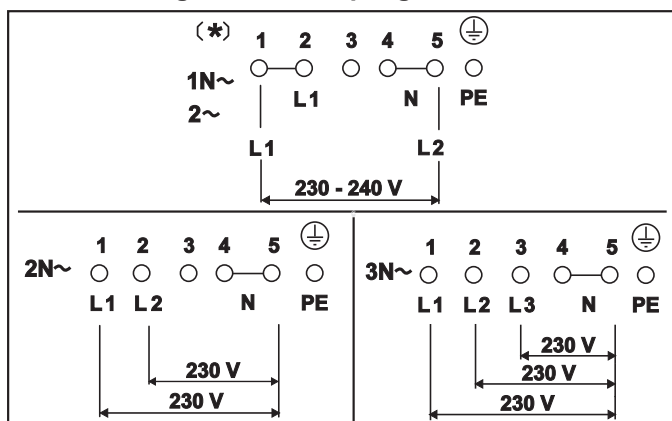 (*) 1 2 3 4 5
1N~ L1 N PE
2~
L1 L2
230 - 240 V
1 2 3 4 5
2N~
L1 L2 N PE
230 V
230 V
1 2 3 4 5
3N~
L1 L2 L3 N PE
230 V
230 V
230 V